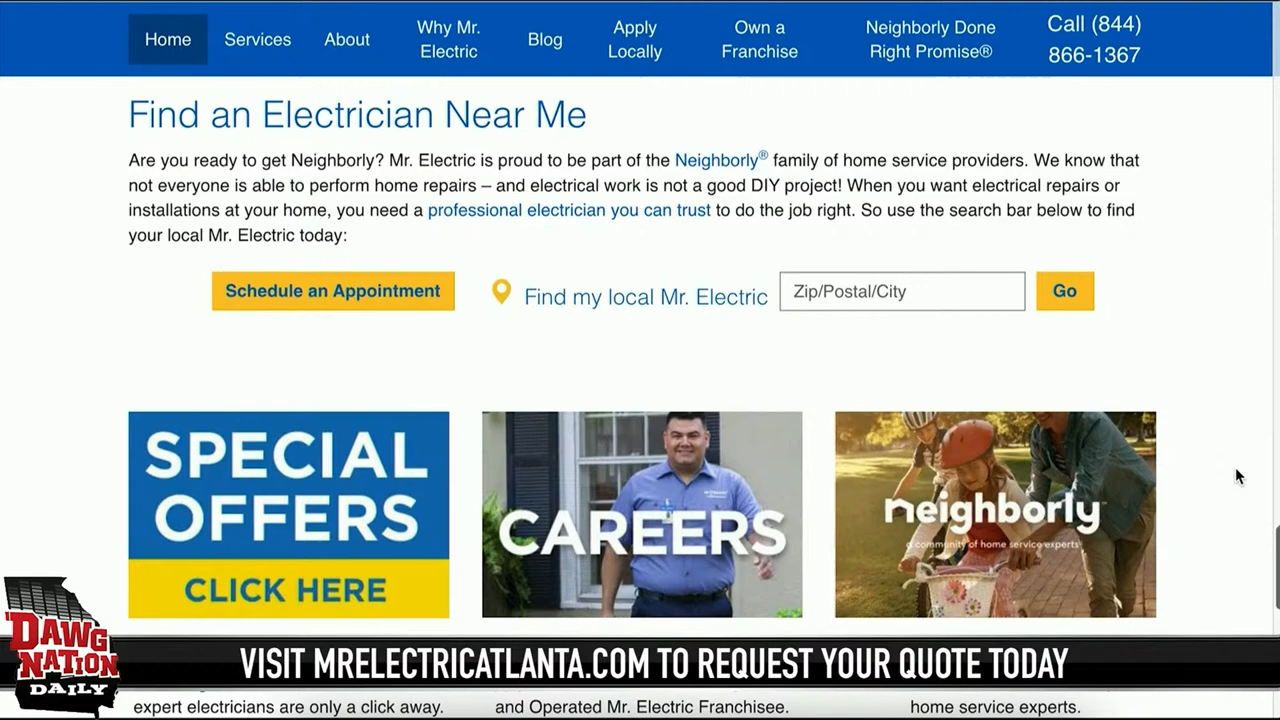 Home
Services
About
Why Mr.
Electric
Blog
Apply
Locally
Own a
Franchise
Neighborly Done
Right Promise®
Call (844)
866-1367
Find an Electrician Near Me
Are you ready to get Neighborly? Mr. Electric is proud to be part of the Neighborly® family of home service providers. We know that
not everyone is able to perform home repairs – and electrical work is not a good DIY project! When you want electrical repairs or
installations at your home, you need a professional electrician you can trust to do the job right. So use the search bar below to find
your local Mr. Electric today:
Schedule an Appointment
Find my local Mr. Electric
Zip/Postal/City
Go
SPECIAL
OFFERS
CLICK HERE
CAREERS
neighborly
a community of home service experts
DAWG
NATION
DAILY
VISIT MRELECTRICATLANTA.COM TO REQUEST YOUR QUOTE TODAY
expert electricians are only a click away.
and Operated Mr. Electric Franchisee.
home service experts.